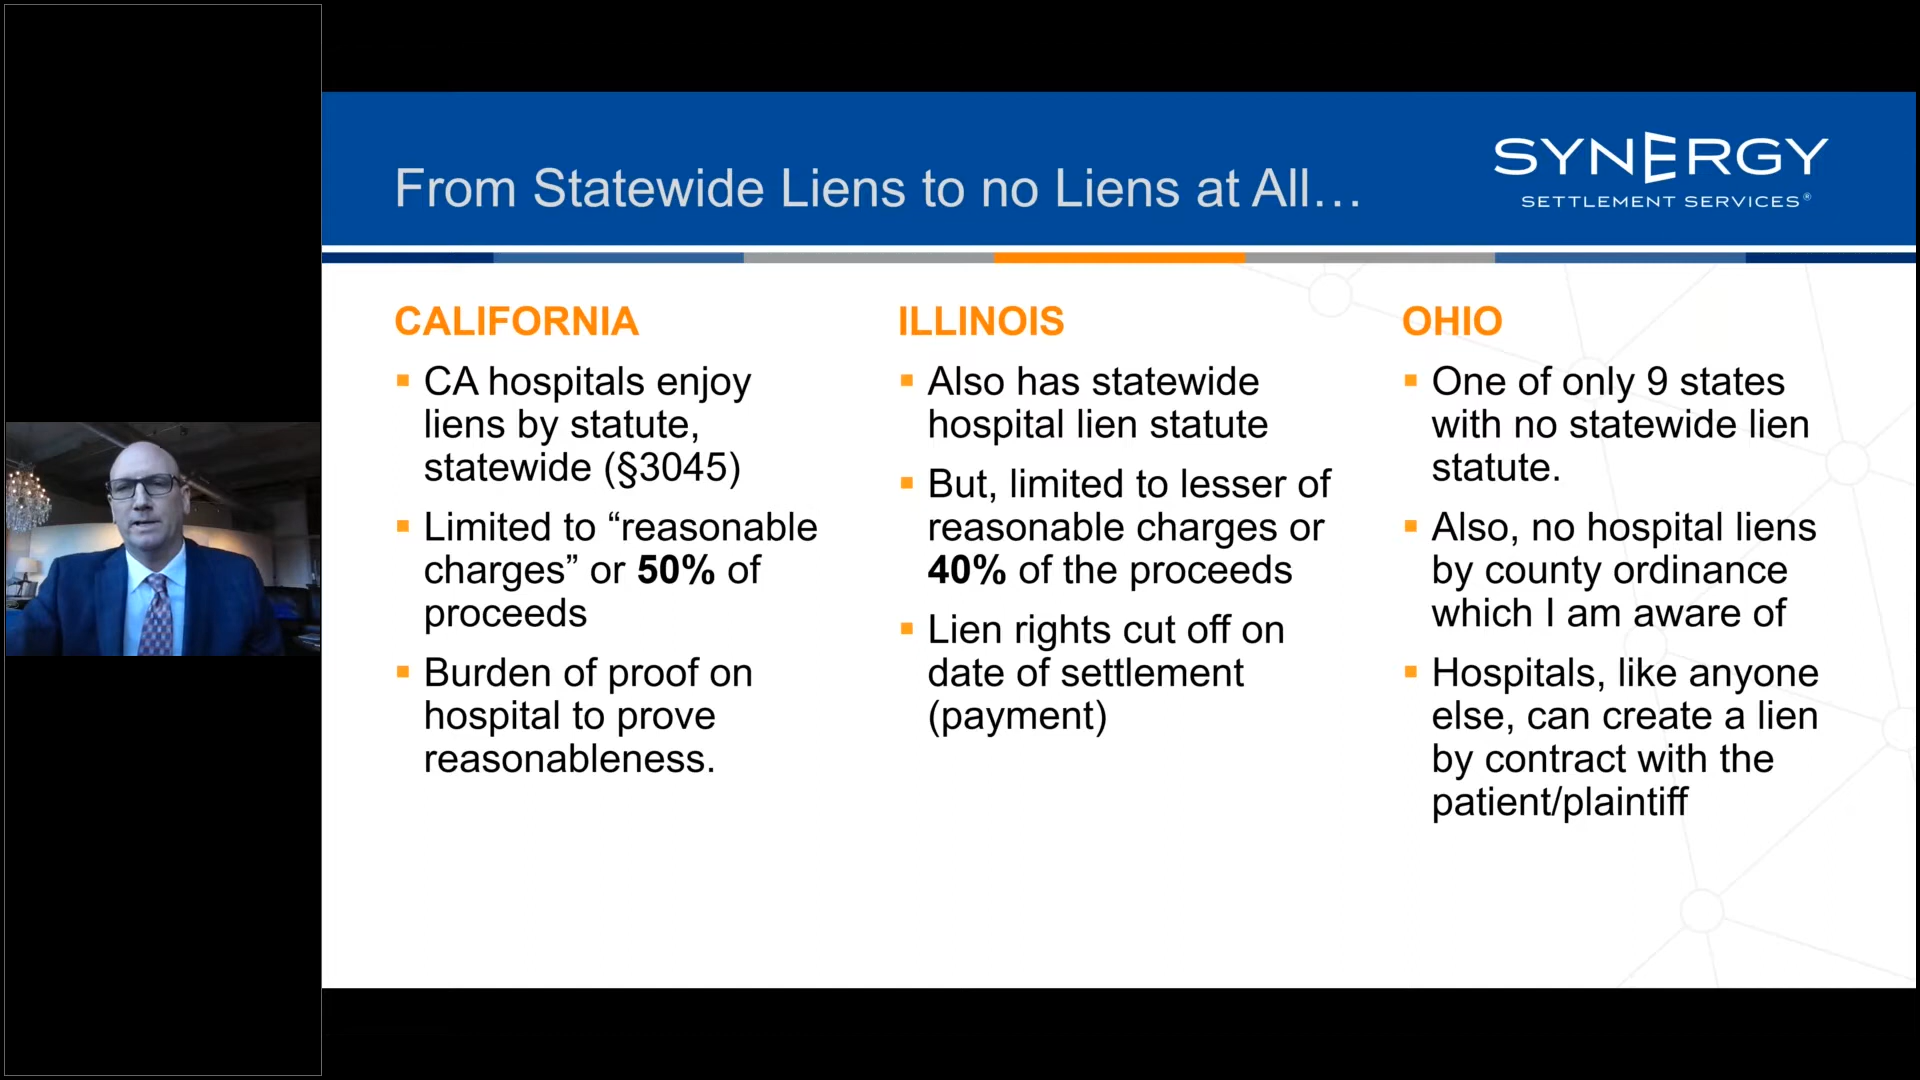 From Statewide Liens to no Liens at All…
SYNERGY
SETTLEMENT SERVICES®
CALIFORNIA
▪ CA hospitals enjoy
liens by statute,
statewide (§3045)
▪ Limited to “reasonable
charges” or 50% of
proceeds
▪ Burden of proof on
hospital to prove
reasonableness.
ILLINOIS
▪ Also has statewide
hospital lien statute
▪ But, limited to lesser of
reasonable charges or
40% of the proceeds
▪ Lien rights cut off on
date of settlement
(payment)
OHIO
▪ One of only 9 states
with no statewide lien
statute.
▪ Also, no hospital liens
by county ordinance
which I am aware of
▪ Hospitals, like anyone
else, can create a lien
by contract with the
patient/plaintiff